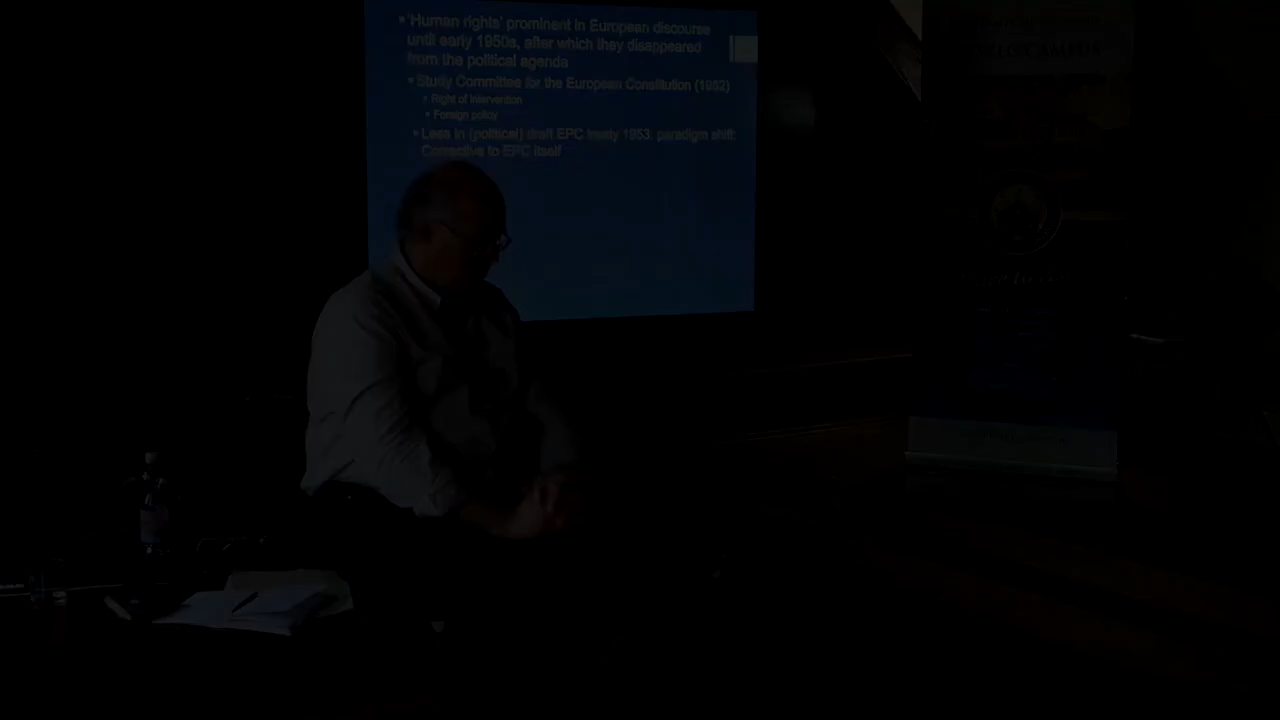 'Human rights' prominent in European discourse
until early 1950s, after which they disappeared
from the political agenda
Study Committee for the European Constitution (1952)
Right of intervention
Foreign policy
Less in (political) draft EPC treaty 1953: paradigm shift:
Corrective to EPC itself